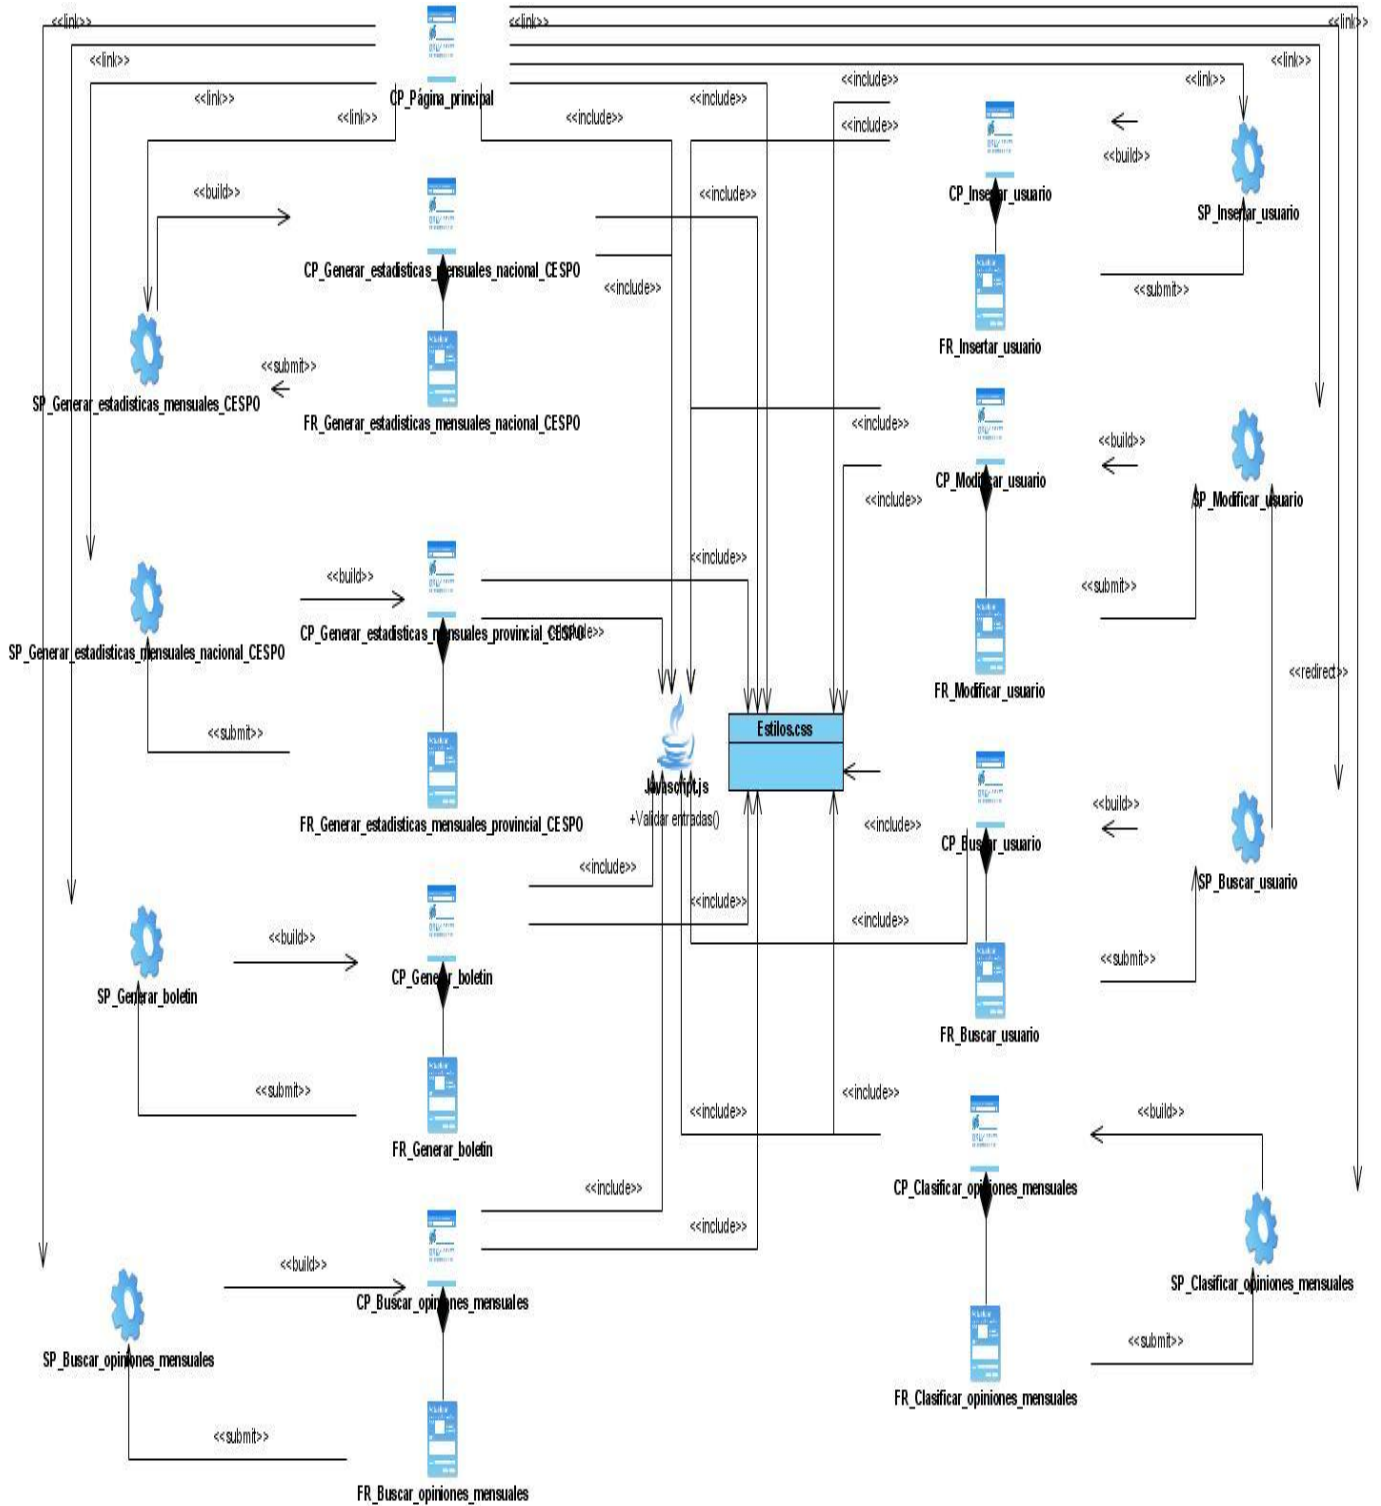 <<link>>
<<link>>
<<link>>
<<link>>
<<link>>
<<link>>
<<include>>
<<link>>
CP_Página_principal
<<link>>
<<include>>
<<link>>
<<include>>
<<include>>
<<build>>
<<build>>
<<include>>
CP_Insertar_usuario
SP_Insertar_usuario
CP_Generar_estadisticas_mensuales_nacional_CESPO
<<include>>
<<submit>>
FR_Insertar_usuario
<<submit>>
SP_Generar_estadisticas_mensuales_CESPO
FR_Generar_estadisticas_mensuales_nacional_CESPO
<<include>>
<<build>>
CP_Modificar_usuario
<<include>>
SP_Modificar_usuario
<<include>>
<<build>>
<<submit>>
CP_Generar_estadisticas_mensuales_provincial_CESPO
<<include>>
SP_Generar_estadisticas_mensuales_nacional_CESPO
<<redirect>>
FR_Modificar_usuario
<<submit>>
Estilos.css
Javascript.js
+Validar entradas()
<<build>>
FR_Generar_estadisticas_mensuales_provincial_CESPO
<<include>>
CP_Buscar_usuario
<<include>>
SP_Buscar_usuario
<<include>>
<<include>>
<<build>>
<<submit>>
CP_Generar_boletin
SP_Generar_boletin
FR_Buscar_usuario
<<submit>>
<<include>>
<<include>>
<<build>>
FR_Generar_boletin
<<include>>
CP_Clasificar_opiniones_mensuales
<<include>>
<<build>>
SP_Clasificar_opiniones_mensuales
CP_Buscar_opiniones_mensuales
<<submit>>
SP_Buscar_opiniones_mensuales
FR_Clasificar_opiniones_mensuales
<<submit>>
FR_Buscar_opiniones_mensuales